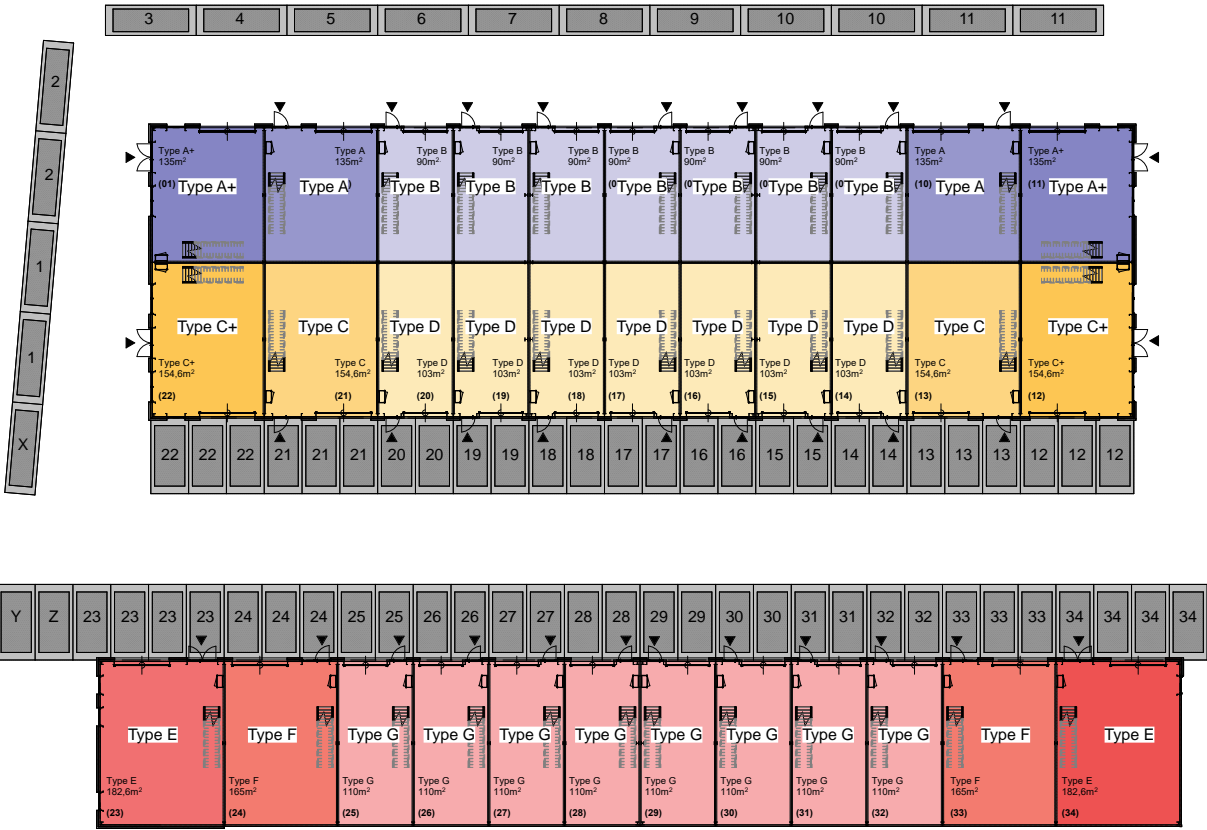 3 4 5 6 7 8 9 10 10 11 11
2
2
1
1
X
Type A+ Type A Type B Type B Type B Type B Type B Type B Type B Type A Type A+
135m² 135m² 90m² 90m² 90m² 90m² 90m² 90m² 90m² 135m² 135m²
(01) (10) (11)
Type A+ Type A Type B Type B Type B Type B Type B Type B Type B Type A Type A+
Type C+ Type C Type D Type D Type D Type D Type D Type D Type D Type C Type C+
Type C+ Type C Type D Type D Type D Type D Type D Type D Type D Type C Type C+
154,6m² 154,6m² 103m² 103m² 103m² 103m² 103m² 103m² 103m² 154,6m² 154,6m²
(22) (21) (20) (19) (18) (17) (16) (15) (14) (13) (12)
22 22 22 21 21 21 20 20 19 19 18 18 17 17 16 16 15 15 14 14 13 13 13 12 12 12
Y Z 23 23 23 23 24 24 24 25 25 26 26 27 27 28 28 29 29 30 30 31 31 32 32 33 33 33 34 34 34 34
Type E Type F Type G Type G Type G Type G Type G Type G Type G Type G Type F Type E
Type E Type F Type G Type G Type G Type G Type G Type G Type G Type G Type F Type E
182,6m² 165m² 110m² 110m² 110m² 110m² 110m² 110m² 110m² 110m² 165m² 182,6m²
(23) (24) (25) (26) (27) (28) (29) (30) (31) (32) (33) (34)